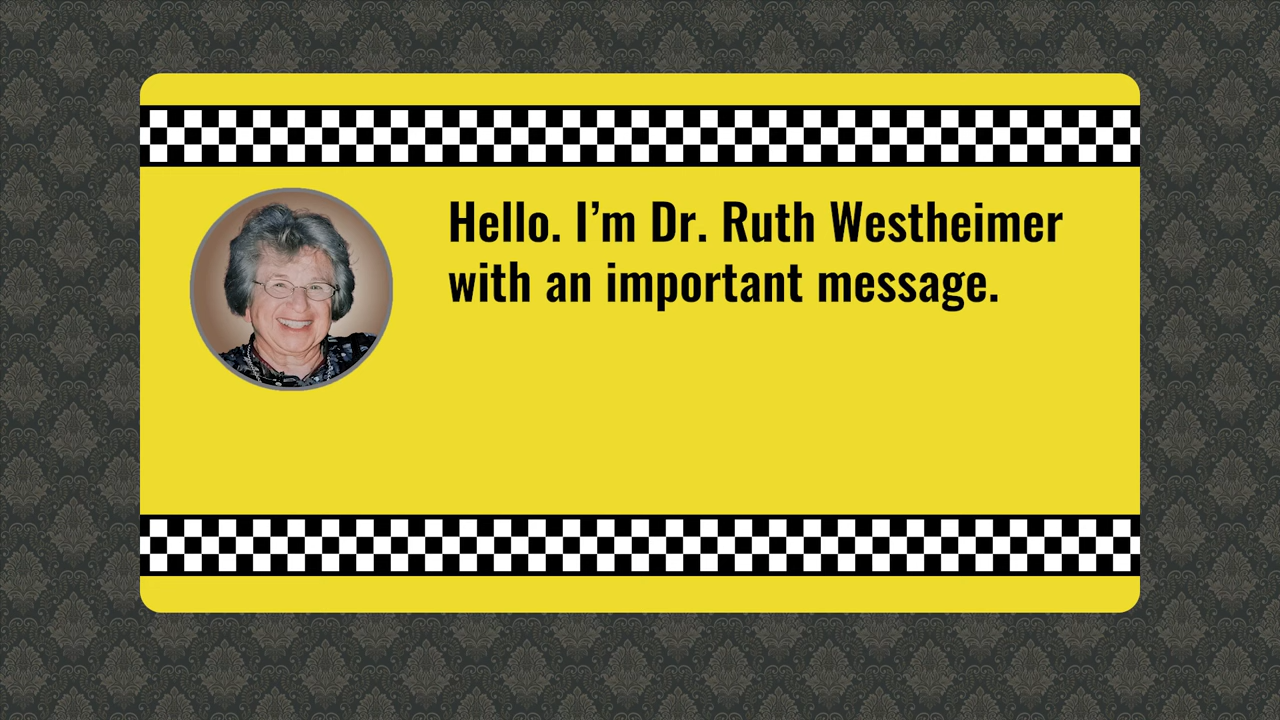 Hello. I’m Dr. Ruth Westheimer
with an important message.